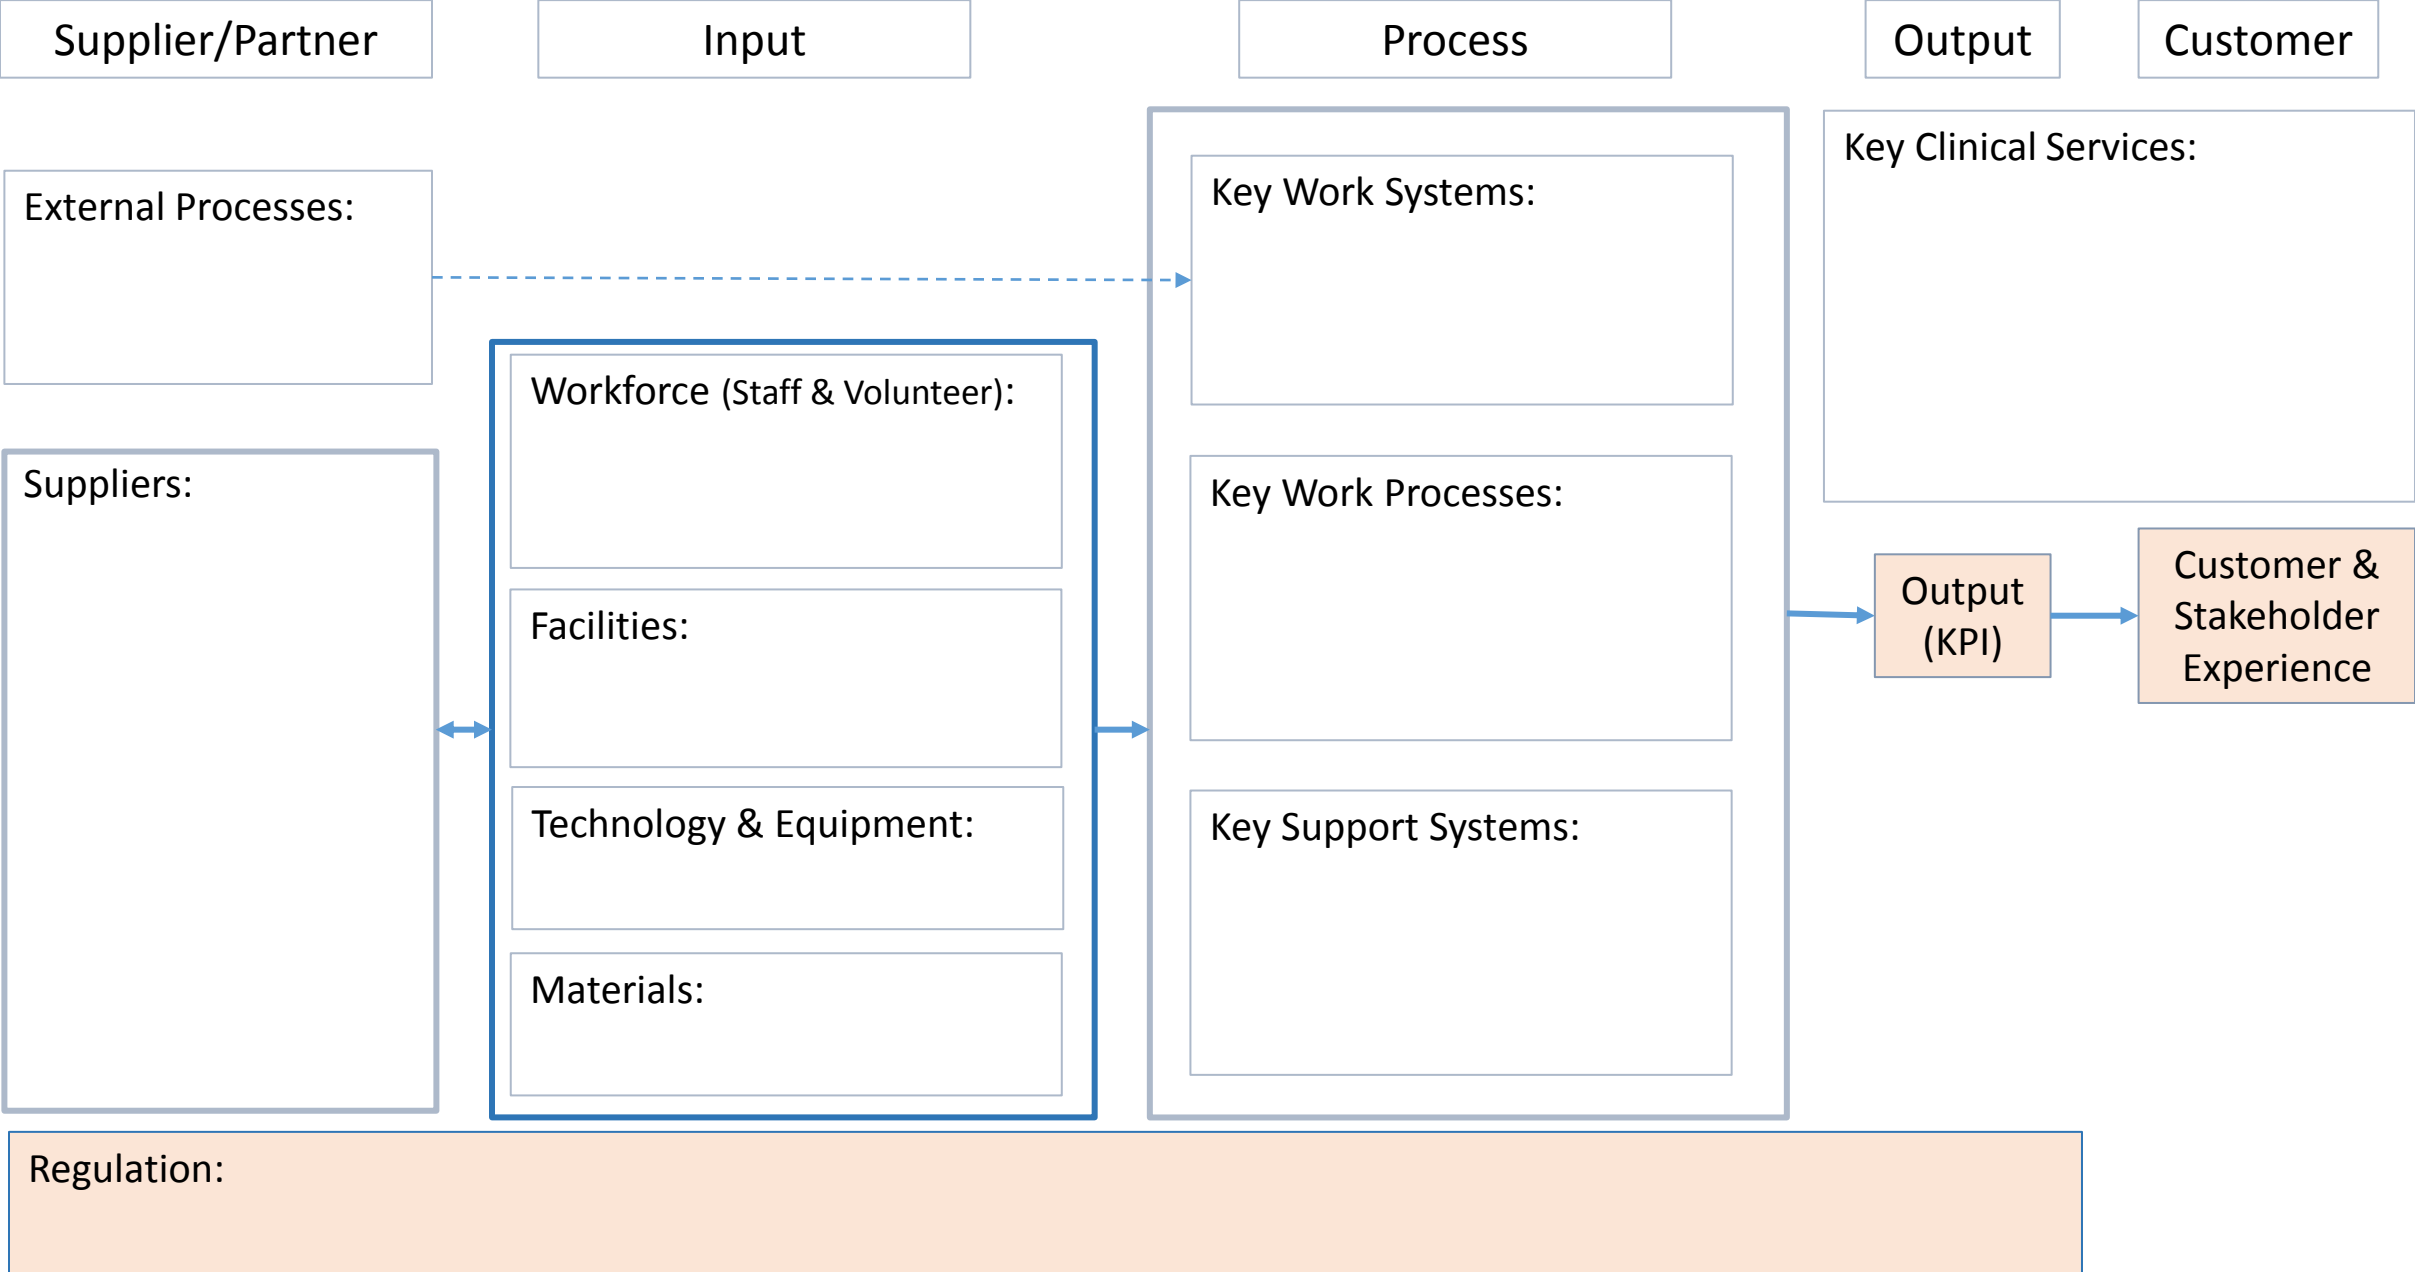 Supplier/Partner
Input
Process
Output
Customer
External Processes:
Suppliers:
Workforce (Staff & Volunteer):
Facilities:
Technology & Equipment:
Materials:
Key Work Systems:
Key Work Processes:
Key Support Systems:
Key Clinical Services:
Output
(KPI)
Customer &
Stakeholder
Experience
Regulation: